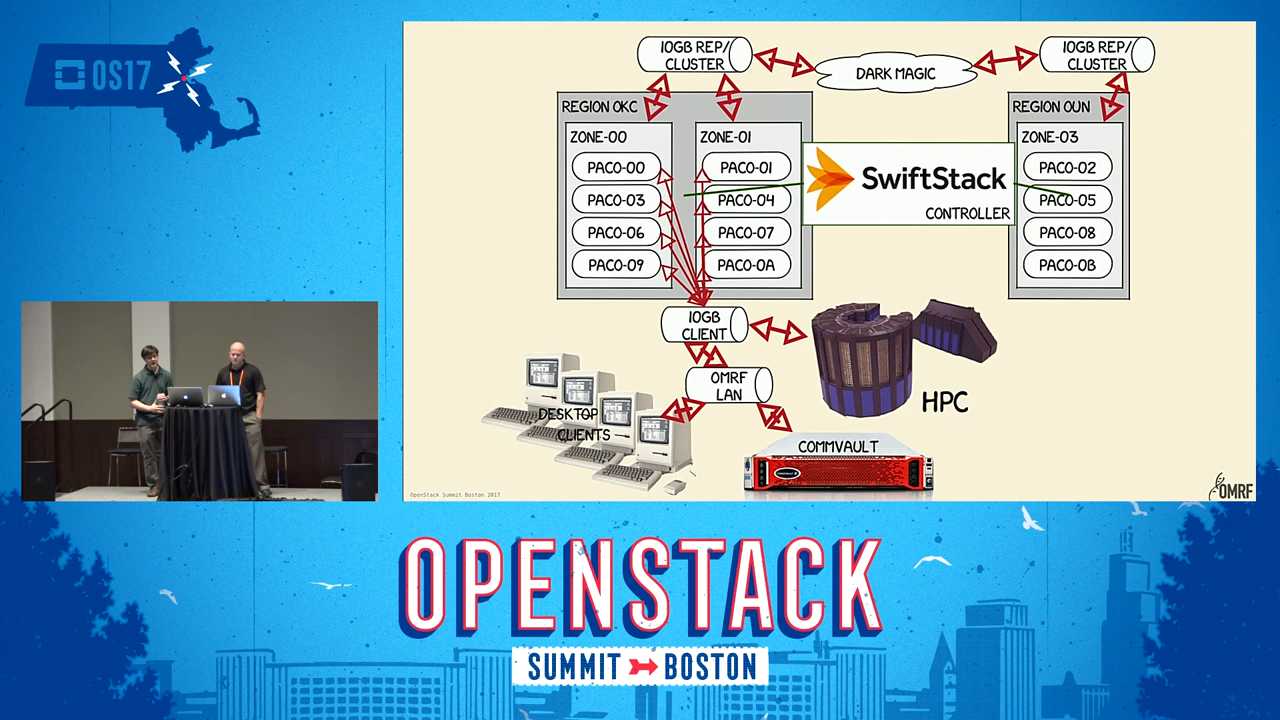 OS17
10GB REP/
CLUSTER
DARK MAGIC
10GB REP/
CLUSTER
REGION OKC
REGION OUN
ZONE-00
ZONE-01
ZONE-03
PACO-00
PACO-03
PACO-06
PACO-09
PACO-01
PACO-04
PACO-07
PACO-0A
SwiftStack
CONTROLLER
PACO-02
PACO-05
PACO-08
PACO-0B
10GB
CLIENT
HPC
OMRF
LAN
DESKTOP
CLIENTS
COMMVAULT
OpenStack Summit Boston 2017
OMRF
OPENSTACK
SUMMIT BOSTON